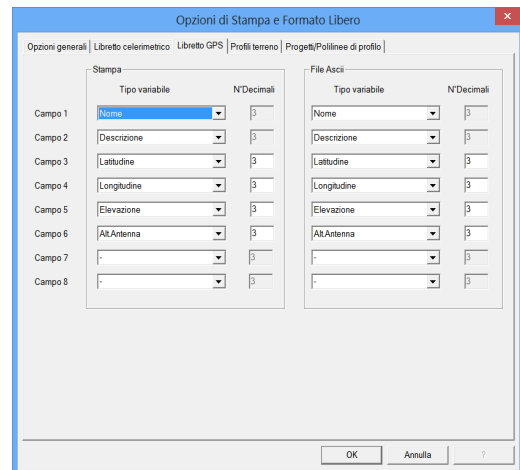 Opzioni di Stampa e Formato Libero
×
Opzioni generali Libretto celerimetrico Libretto GPS Profili terreno Progetti/Polilinee di profilo
Stampa File Ascii
Tipo variabile N°Decimali Tipo variabile N°Decimali
Campo 1 Nome 3 Nome 3
Campo 2 Descrizione 3 Descrizione 3
Campo 3 Latitudine 3 Latitudine 3
Campo 4 Longitudine 3 Longitudine 3
Campo 5 Elevazione 3 Elevazione 3
Campo 6 Alt.Antenna 3 Alt.Antenna 3
Campo 7 - 3 - 3
Campo 8 - 3 - 3
OK Annulla ?